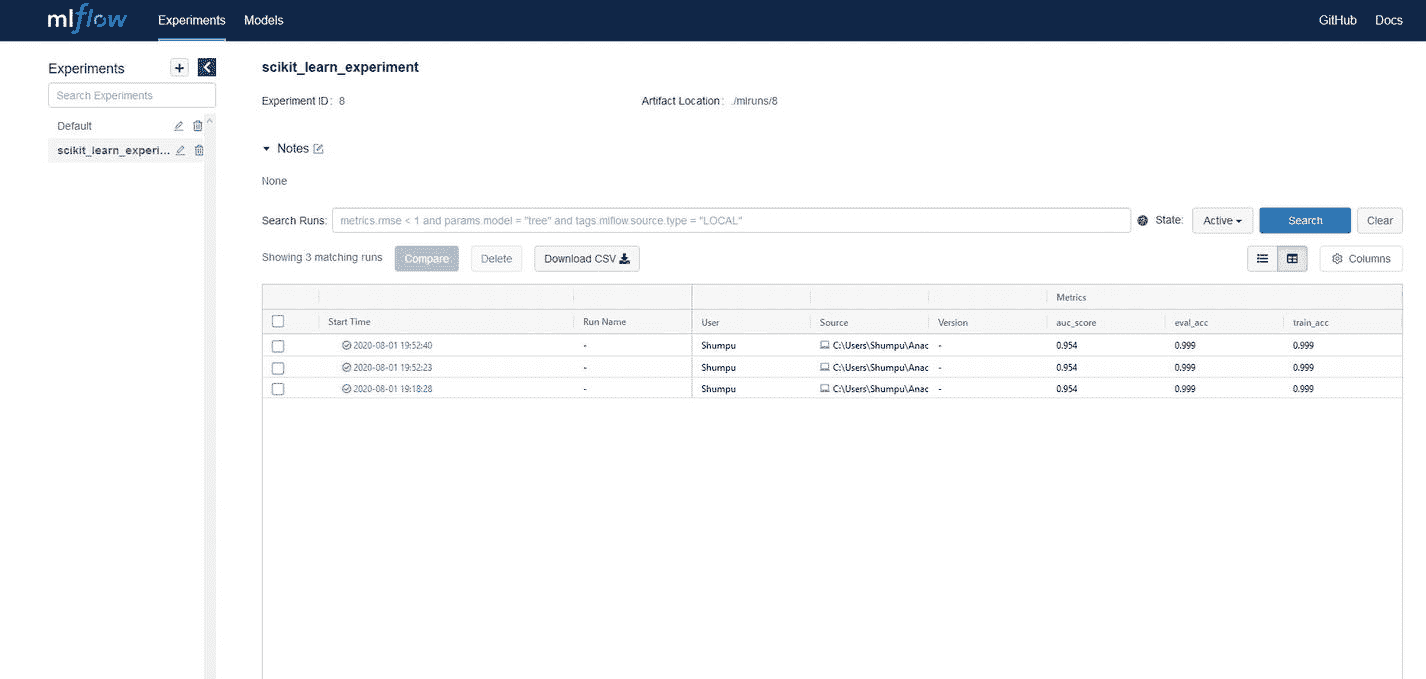 mlflow Experiments Models GitHub Docs
Experiments +
Search Experiments
Default
scikit_learn_experi...
scikit_learn_experiment
Experiment ID: 8 Artifact Location: ./mlruns/8
Notes
None
Search Runs: metrics.rmse < 1 and params.model = "tree" and tags.mlflow.source.type = "LOCAL" State: Active Search Clear
Showing 3 matching runs Compare Delete Download CSV Columns
Metrics
Start Time Run Name User Source Version auc_score eval_acc train_acc
2020-08-01 19:52:40 - Shumpu C:\Users\Shumpu\Anac - 0.954 0.999 0.999
2020-08-01 19:52:23 - Shumpu C:\Users\Shumpu\Anac - 0.954 0.999 0.999
2020-08-01 19:18:28 - Shumpu C:\Users\Shumpu\Anac - 0.954 0.999 0.999